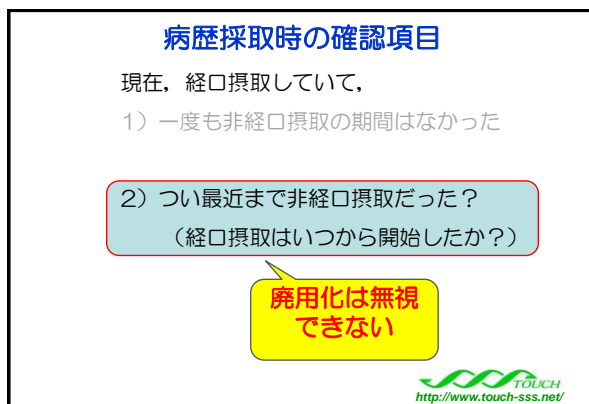 病歴採取時の確認項目
現在，経口摂取していて，
1）一度も非経口摂取の期間はなかった
2）つい最近まで非経口摂取だった？
（経口摂取はいつから開始したか？）
廃用化は無視
できない
TOUCH
http://www.touch-sss.net/